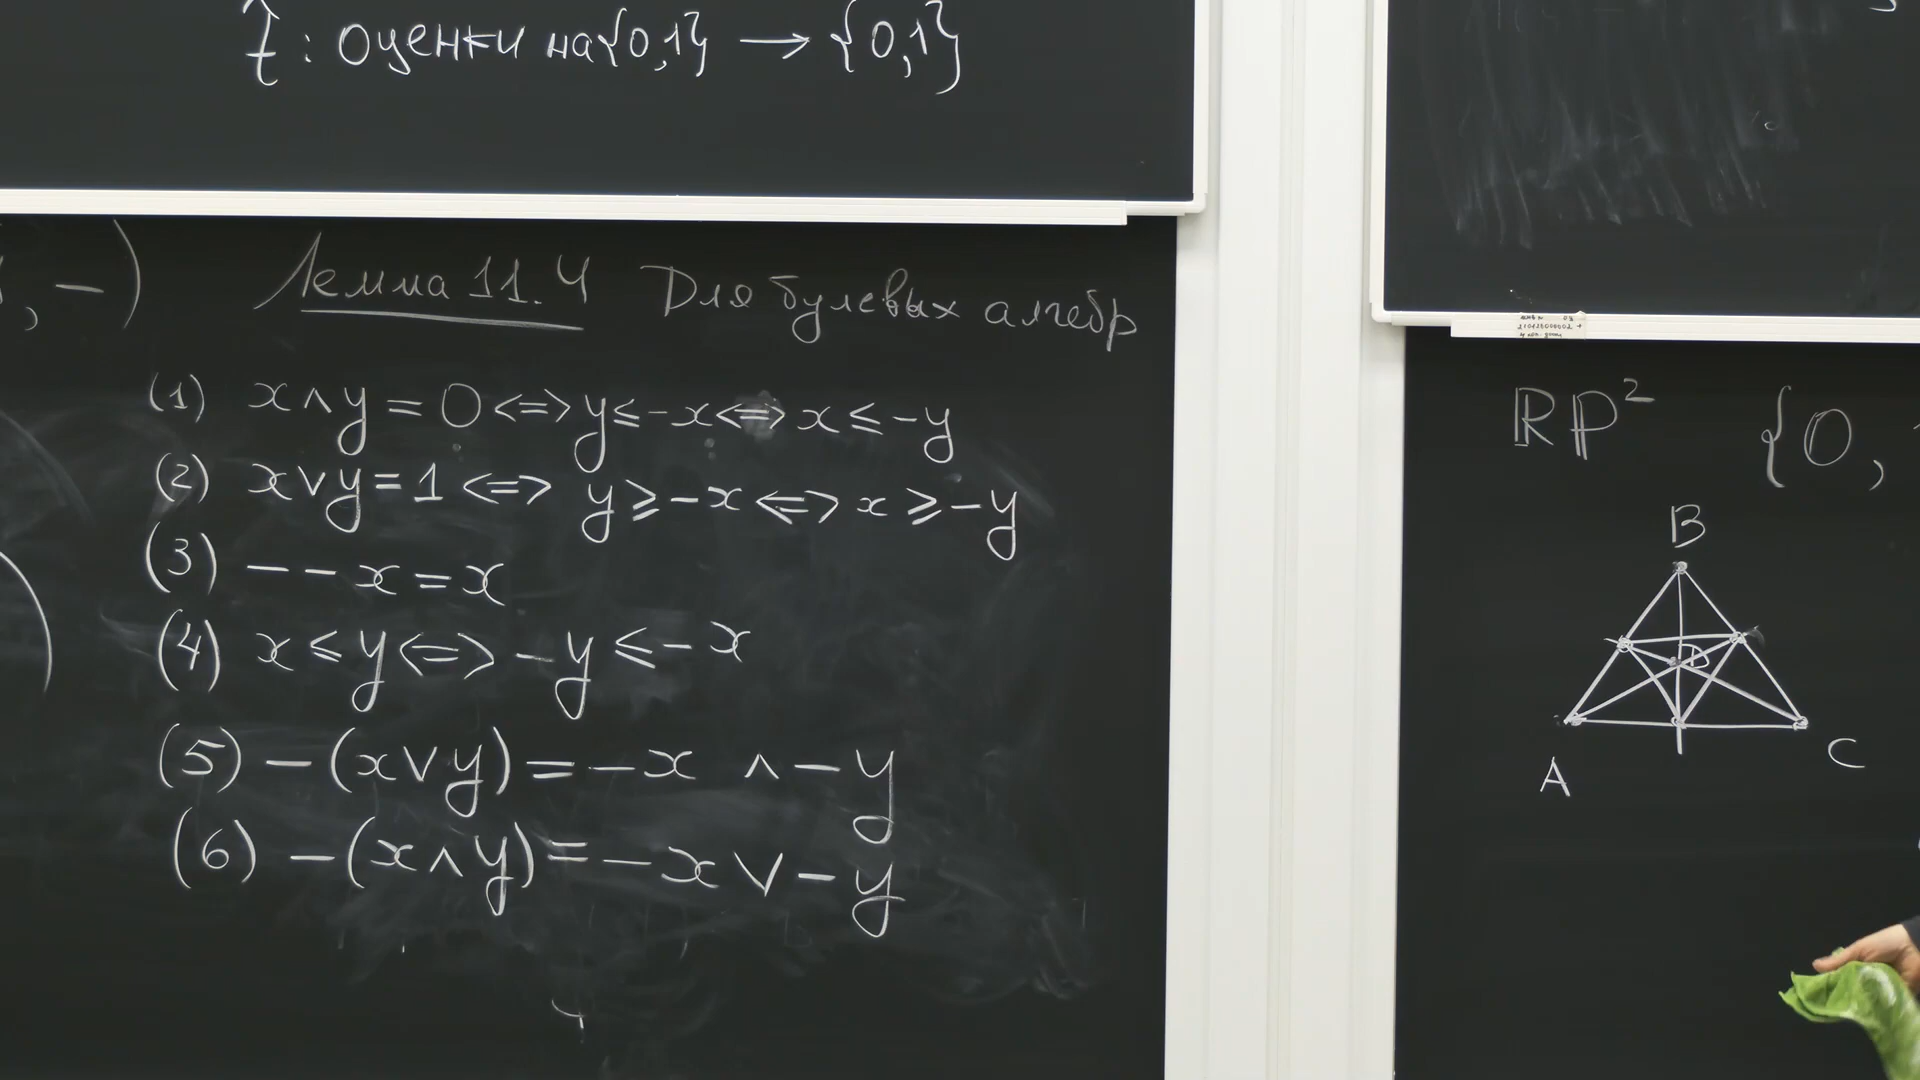 f : оценки на {0,1} → {0,1}
, –)
Лемма 11.4 Для булевых алгебр
(1) x ∧ y = 0 <=> y ≤ -x <=> x ≤ -y
(2) x ∨ y = 1 <=> y ≥ -x <=> x ≥ -y
(3) - - x = x
(4) x ≤ y <=> -y ≤ -x
(5) -(x ∨ y) = -x ∧ -y
(6) -(x ∧ y) = -x ∨ -y
ℝP² {0,
B
D
A C